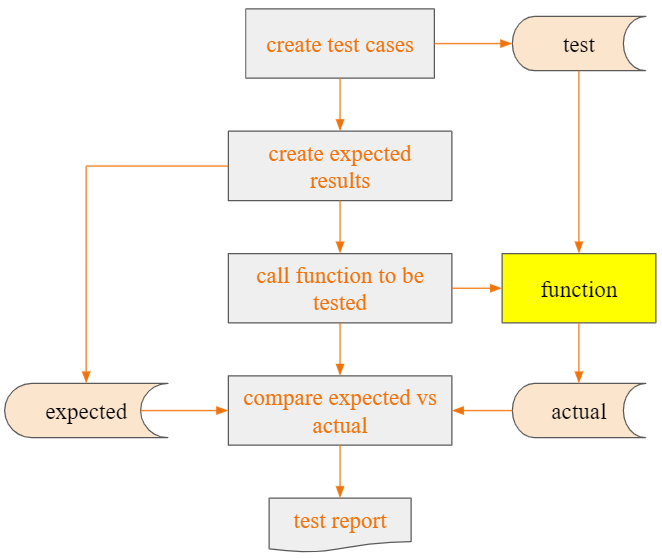 create test cases
test
create expected
results
call function to be
tested
function
expected
compare expected vs
actual
actual
test report